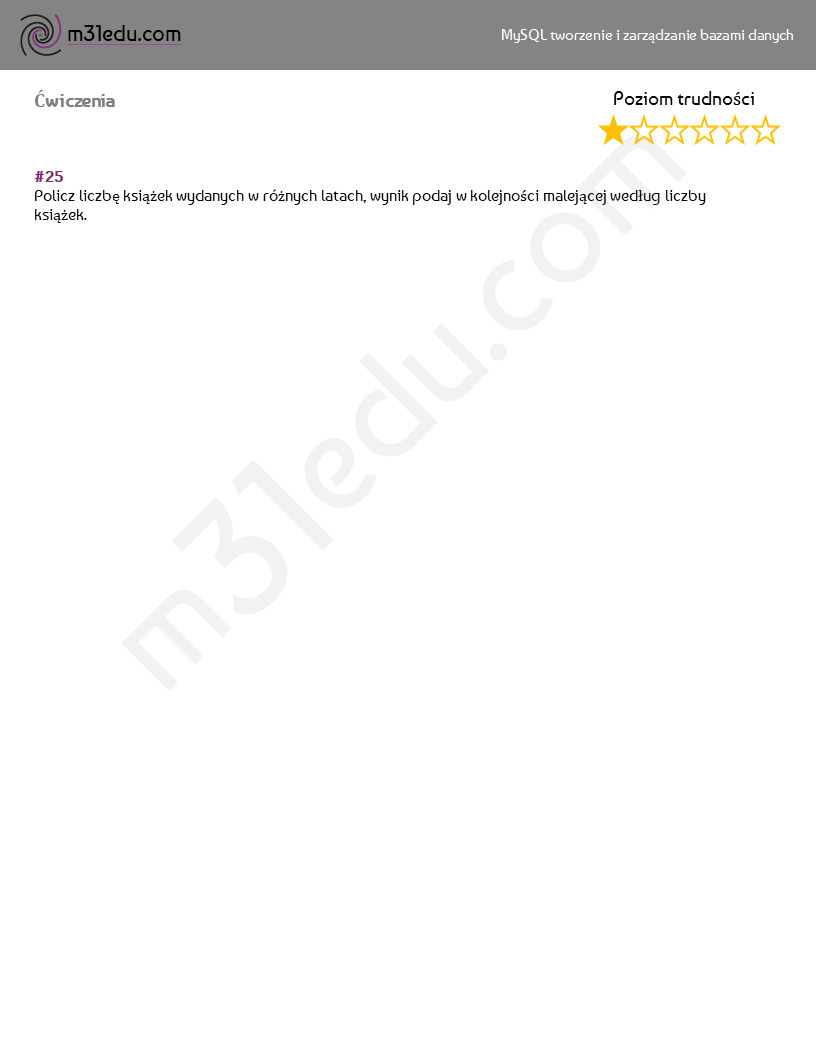 m31edu.com
MySQL tworzenie i zarządzanie bazami danych
Ćwiczenia
Poziom trudności
#25
Policz liczbę książek wydanych w różnych latach, wynik podaj w kolejności malejącej według liczby
książek.
m31edu.com